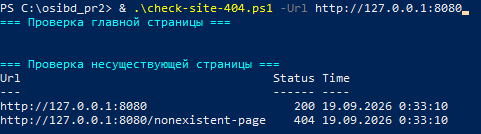 PS C:\osibd_pr2> & .\check-site-404.ps1 -Url http://127.0.0.1:8080
=== Проверка главной страницы ===
=== Проверка несуществующей страницы ===
Url Status Time
--- ------ ----
http://127.0.0.1:8080 200 19.09.2026 0:33:10
http://127.0.0.1:8080/nonexistent-page 404 19.09.2026 0:33:10